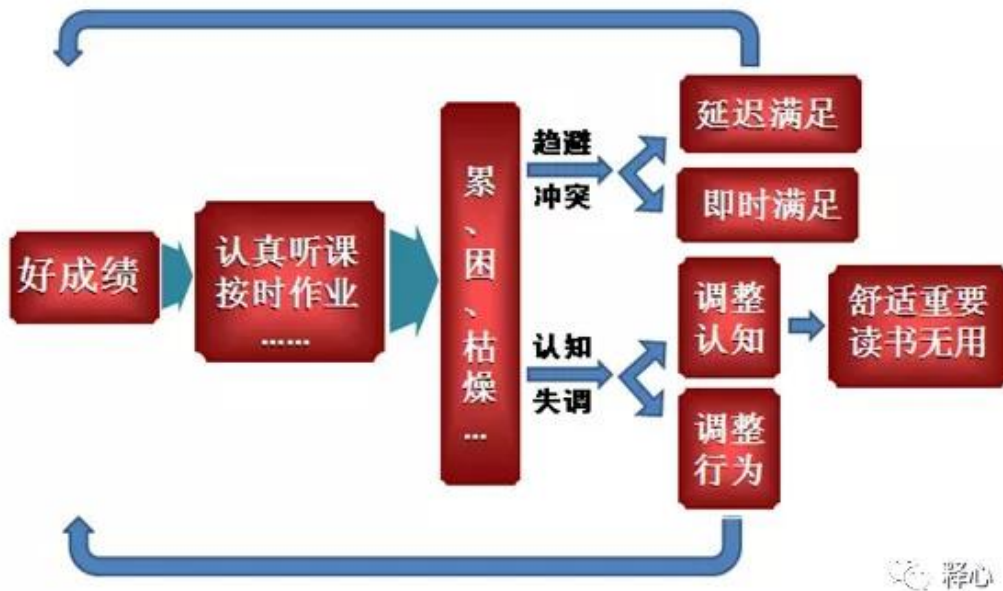 好成绩
认真听课
按时作业
……
累、困、枯燥…
趋避
冲突
延迟满足
即时满足
认知
失调
调整
认知
舒适重要
读书无用
调整
行为
释心